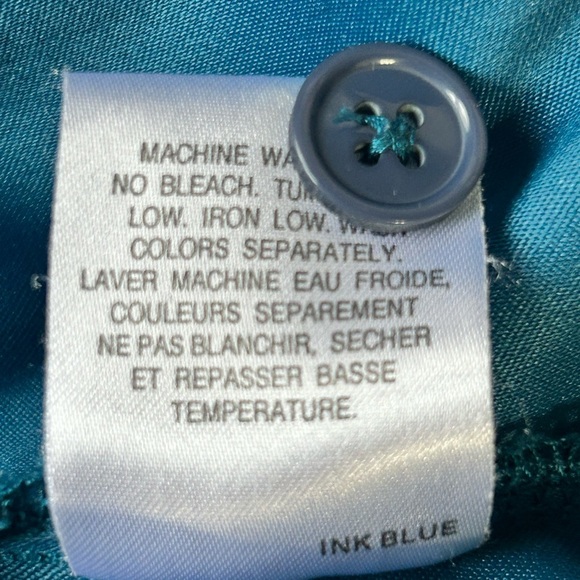 MACHINE
NO BLEACH.
LOW. IRON LOW.
COLORS SEPARATELY.
LAVER MACHINE EAU FROIDE,
COULEURS SEPAREMENT
NE PAS BLANCHIR, SECHER
ET REPASSER BASSE
TEMPERATURE.
INK BLUE